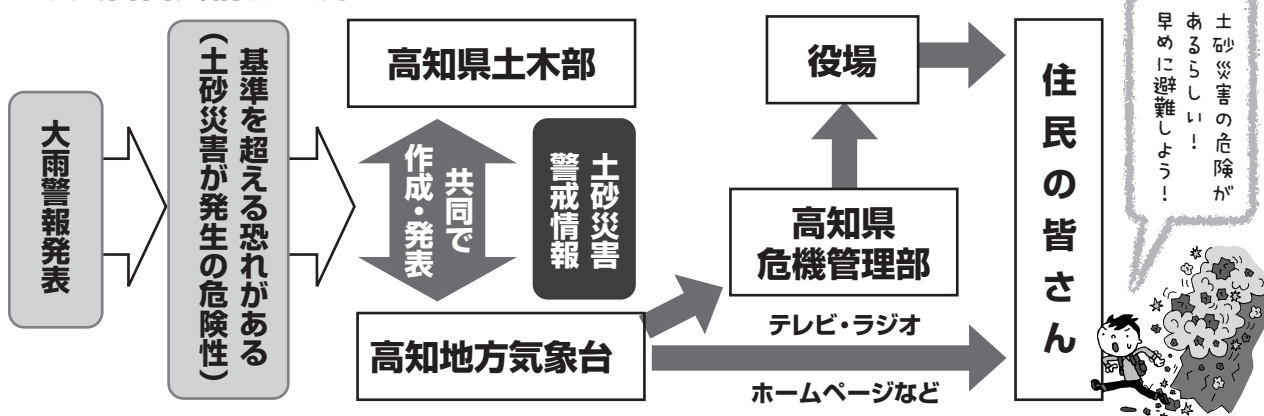 大雨警報発表
基準を超える恐れがある
(土砂災害が発生の危険性)
高知県土木部
共同で
作成・発表
土砂災害
警戒情報
高知地方気象台
役場
高知県
危機管理部
テレビ・ラジオ
ホームページなど
住民の皆さん
土砂災害の危険が
あるらしい!
早めに避難しよう!